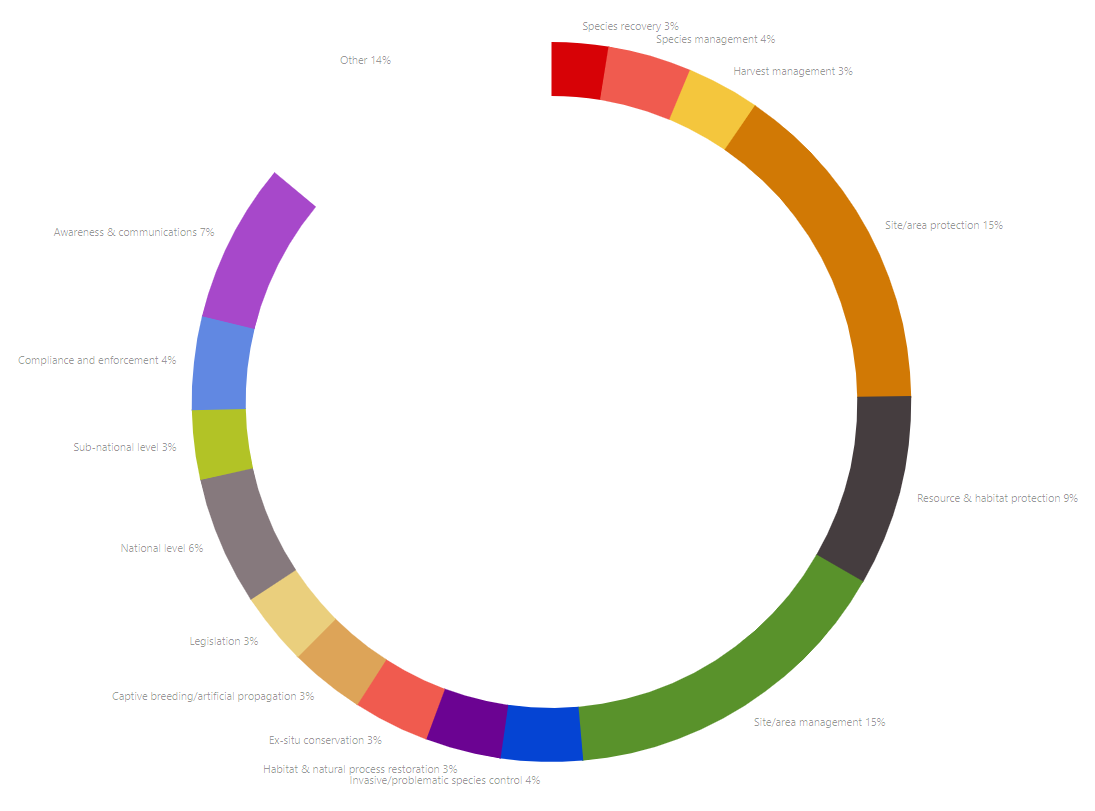 Species recovery 3%
Species management 4%
Other 14%
Harvest management 3%
Site/area protection 15%
Awareness & communications 7%
Compliance and enforcement 4%
Sub-national level 3%
Resource & habitat protection 9%
National level 6%
Legislation 3%
Captive breeding/artificial propagation 3%
Site/area management 15%
Ex-situ conservation 3%
Habitat & natural process restoration 3%
Invasive/problematic species control 4%